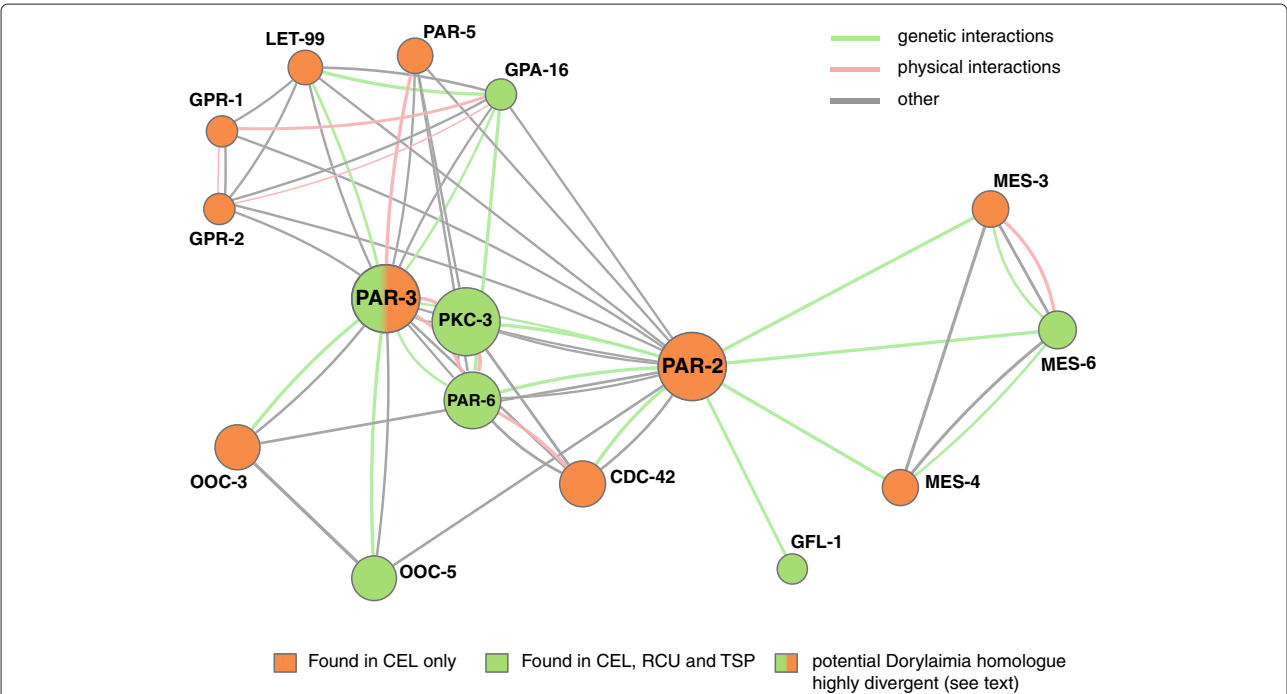 PAR-5
LET-99
GPA-16
GPR-1
GPR-2
genetic interactions
physical interactions
other
MES-3
PAR-3
PKC-3
PAR-2
MES-6
PAR-6
OOC-3
CDC-42
MES-4
GFL-1
OOC-5
Found in CEL only
Found in CEL, RCU and TSP
potential Dorylaimia homologue
highly divergent (see text)